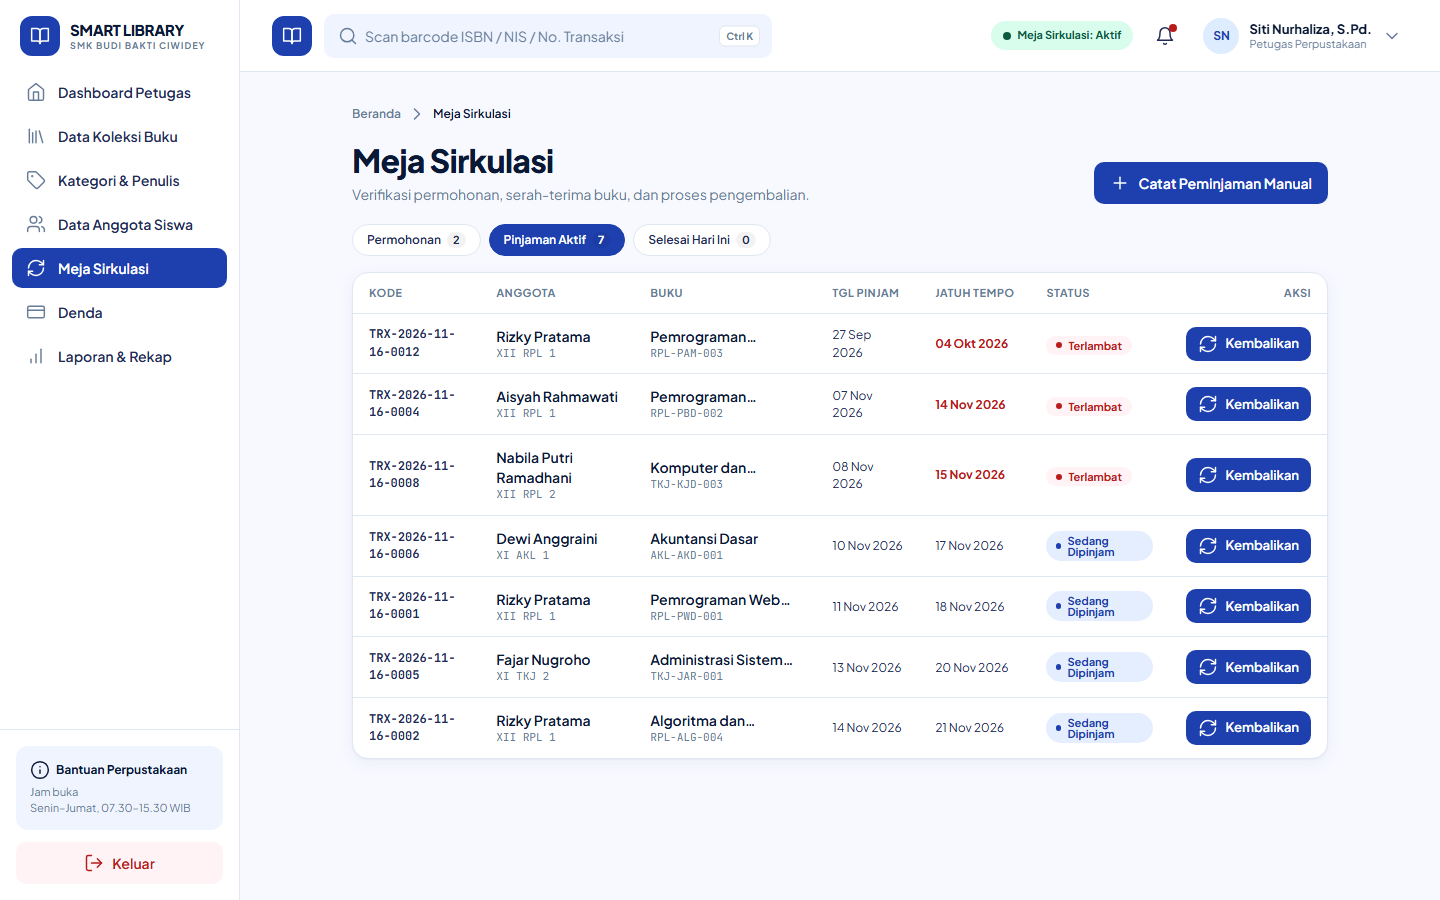 SMART LIBRARY
SMK BUDI BAKTI CIWIDEY
Dashboard Petugas
Data Koleksi Buku
Kategori & Penulis
Data Anggota Siswa
Meja Sirkulasi
Denda
Laporan & Rekap
Bantuan Perpustakaan
Jam buka
Senin–Jumat, 07.30–15.30 WIB
Keluar
Scan barcode ISBN / NIS / No. Transaksi
Ctrl K
Meja Sirkulasi: Aktif
SN
Siti Nurhaliza, S.Pd.
Petugas Perpustakaan
Beranda > Meja Sirkulasi
Meja Sirkulasi
Verifikasi permohonan, serah-terima buku, dan proses pengembalian.
Catat Peminjaman Manual
Permohonan 2
Pinjaman Aktif 7
Selesai Hari Ini 0
KODE ANGGOTA BUKU TGL PINJAM JATUH TEMPO STATUS AKSI
TRX-2026-11-
16-0012
Rizky Pratama
XII RPL 1
Pemrograman…
RPL-PAM-003
27 Sep
2026
04 Okt 2026
Terlambat
Kembalikan
TRX-2026-11-
16-0004
Aisyah Rahmawati
XII RPL 1
Pemrograman…
RPL-PBD-002
07 Nov
2026
14 Nov 2026
Terlambat
Kembalikan
TRX-2026-11-
16-0008
Nabila Putri
Ramadhani
XII RPL 2
Komputer dan…
TKJ-KJD-003
08 Nov
2026
15 Nov 2026
Terlambat
Kembalikan
TRX-2026-11-
16-0006
Dewi Anggraini
XI AKL 1
Akuntansi Dasar
AKL-AKD-001
10 Nov 2026
17 Nov 2026
Sedang
Dipinjam
Kembalikan
TRX-2026-11-
16-0001
Rizky Pratama
XII RPL 1
Pemrograman Web…
RPL-PWD-001
11 Nov 2026
18 Nov 2026
Sedang
Dipinjam
Kembalikan
TRX-2026-11-
16-0005
Fajar Nugroho
XI TKJ 2
Administrasi Sistem…
TKJ-JAR-001
13 Nov 2026
20 Nov 2026
Sedang
Dipinjam
Kembalikan
TRX-2026-11-
16-0002
Rizky Pratama
XII RPL 1
Algoritma dan…
RPL-ALG-004
14 Nov 2026
21 Nov 2026
Sedang
Dipinjam
Kembalikan